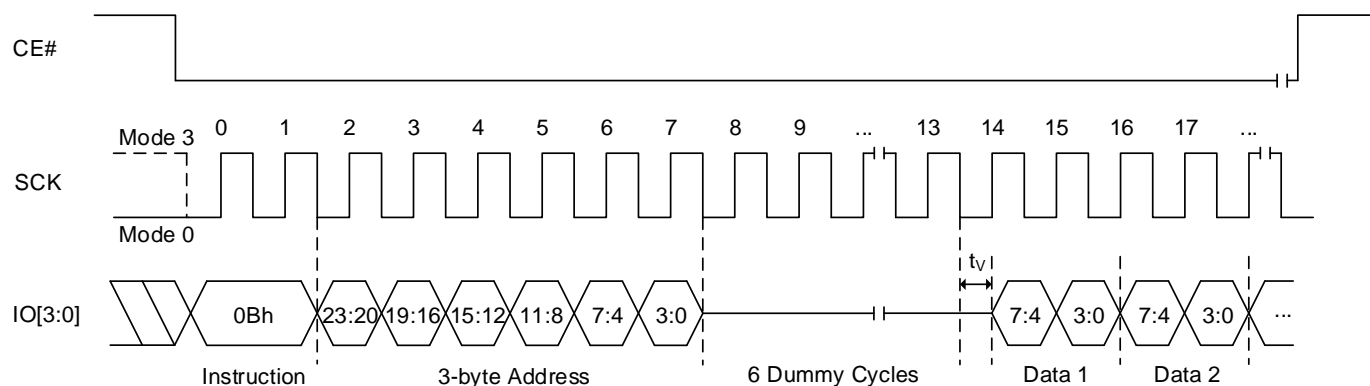 CE#
Mode 3
0 1 2 3 4 5 6 7 8 9 ... 13 14 15 16 17 ...
SCK
Mode 0
tV
IO[3:0]
0Bh 23:20 19:16 15:12 11:8 7:4 3:0 7:4 3:0 7:4 3:0 ...
Instruction 3-byte Address 6 Dummy Cycles Data 1 Data 2